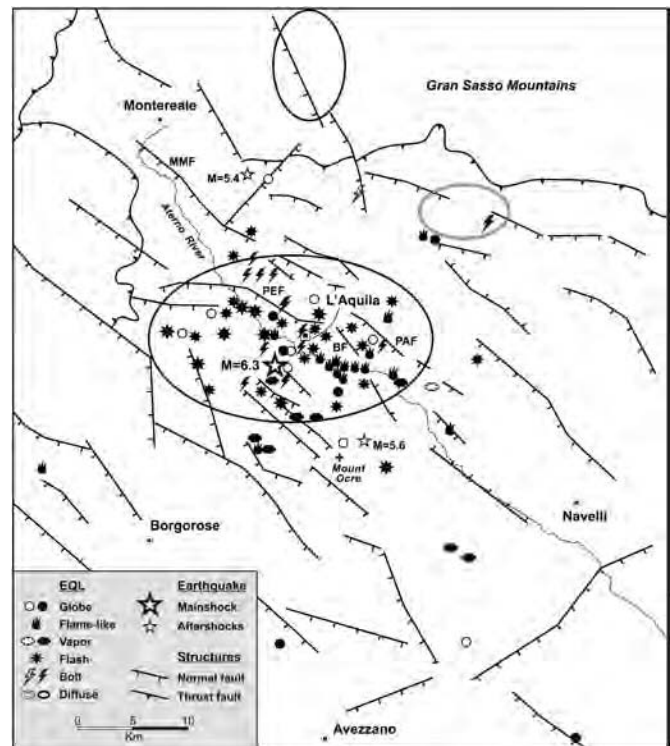 Gran Sasso Mountains
Montereale
MMF
M=5.4
Aterno River
PEF
L'Aquila
BF
PAF
M=6.3
M=5.6
Mount
Ocre
Navelli
Borgorose
EQL
Globe
Flame-like
Vapor
Flash
Bolt
Diffuse
Earthquake
Mainshock
Aftershocks
Structures
Normal fault
Thrust fault
0 5 10
Km
Avezzano